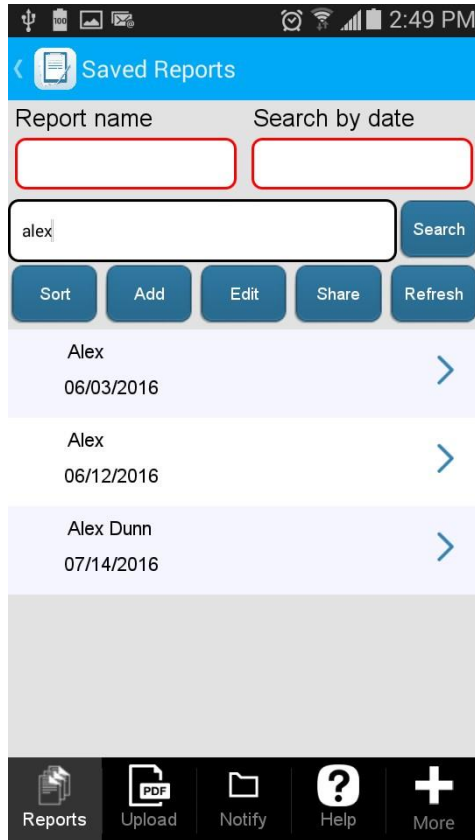 100
2:49 PM
Saved Reports
Report name Search by date
alex Search
Sort Add Edit Share Refresh
Alex
06/03/2016
Alex
06/12/2016
Alex Dunn
07/14/2016
PDF
Reports Upload Notify Help More